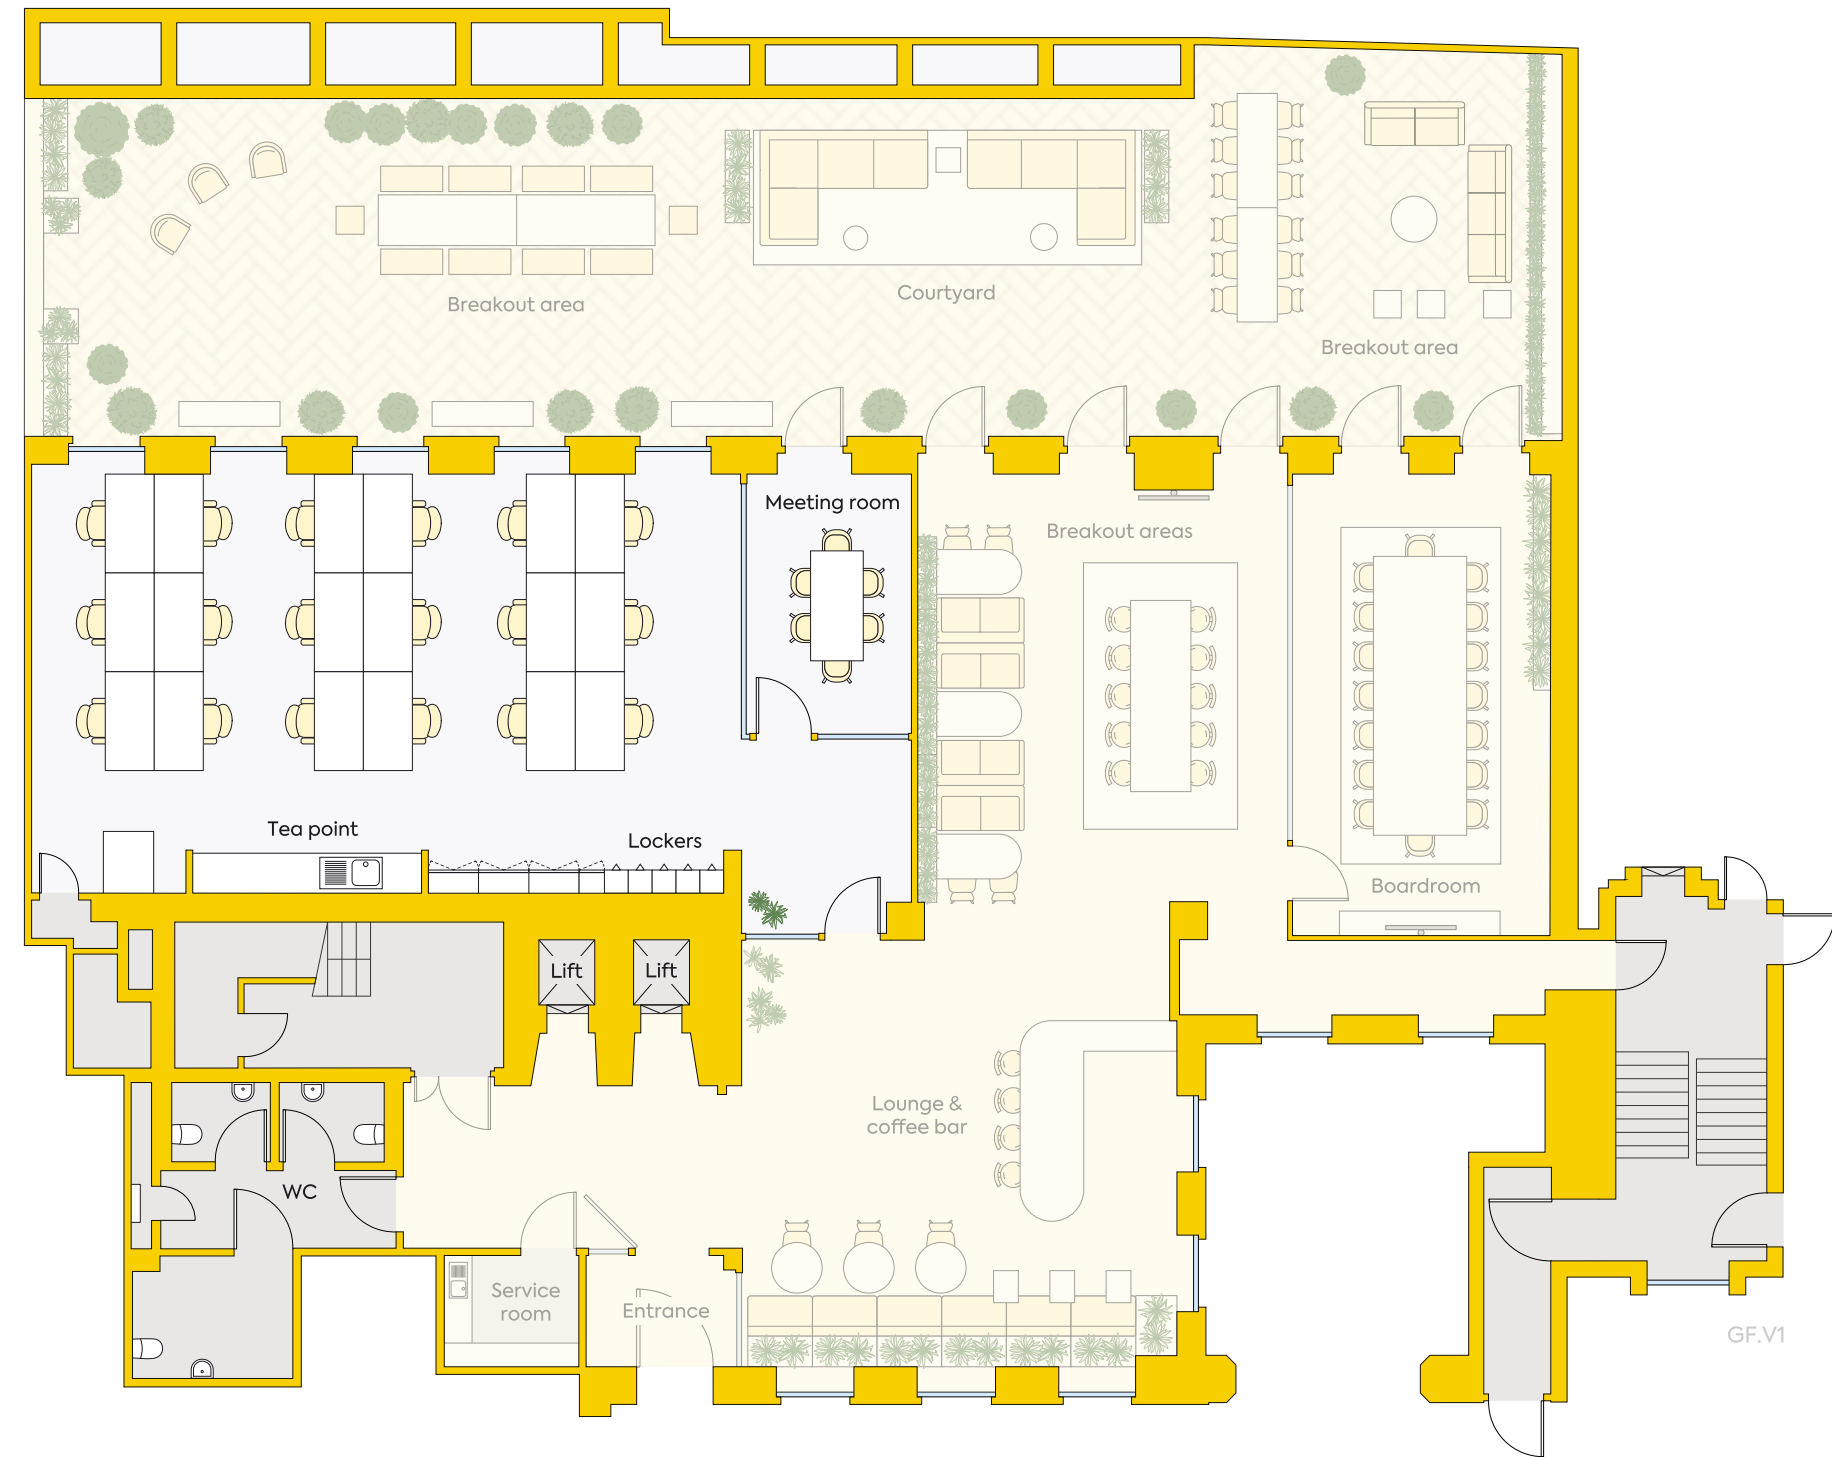 Breakout area
Courtyard
Breakout area
Meeting room
Breakout areas
Tea point
Lockers
Boardroom
Lift
Lift
Lounge &
coffee bar
WC
Service
room
Entrance
GF.V1